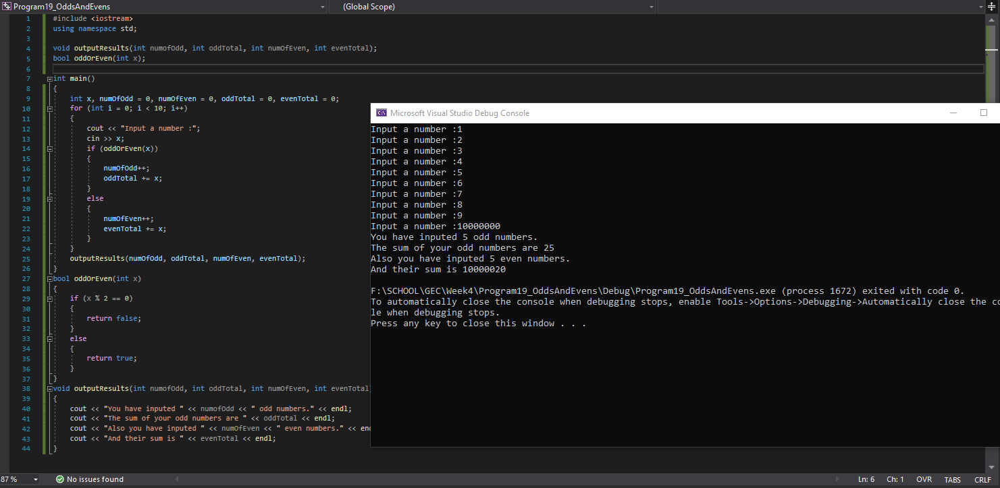 Program19_OddsAndEvens (Global Scope)
1 #include <iostream>
2 using namespace std;
3
4 void outputResults(int numofOdd, int oddTotal, int numOfEven, int evenTotal);
5 bool oddOrEven(int x);
6
7 int main()
8 {
9 int x, numOfOdd = 0, numOfEven = 0, oddTotal = 0, evenTotal = 0;
10 for (int i = 0; i < 10; i++)
11 {
12 cout << "Input a number :";
13 cin >> x;
14 if (oddOrEven(x))
15 {
16 numOfOdd++;
17 oddTotal += x;
18 }
19 else
20 {
21 numOfEven++;
22 evenTotal += x;
23 }
24 }
25 outputResults(numOfOdd, oddTotal, numOfEven, evenTotal);
26 }
27 bool oddOrEven(int x)
28 {
29 if (x % 2 == 0)
30 {
31 return false;
32 }
33 else
34 {
35 return true;
36 }
37 }
38 void outputResults(int numofOdd, int oddTotal, int numOfEven, int evenTotal)
39 {
40 cout << "You have inputed " << numofOdd << " odd numbers." << endl;
41 cout << "The sum of your odd numbers are " << oddTotal << endl;
42 cout << "Also you have inputed " << numOfEven << " even numbers." << en
43 cout << "And their sum is " << evenTotal << endl;
44 }
Microsoft Visual Studio Debug Console
Input a number :1
Input a number :2
Input a number :3
Input a number :4
Input a number :5
Input a number :6
Input a number :7
Input a number :8
Input a number :9
Input a number :10000000
You have inputed 5 odd numbers.
The sum of your odd numbers are 25
Also you have inputed 5 even numbers.
And their sum is 10000020
F:\SCHOOL\GEC\Week4\Program19_OddsAndEvens\Debug\Program19_OddsAndEvens.exe (process 1672) exited with code 0.
To automatically close the console when debugging stops, enable Tools->Options->Debugging->Automatically close the co
le when debugging stops.
Press any key to close this window . . .
87 % No issues found Ln: 6 Ch: 1 OVR TABS CRLF